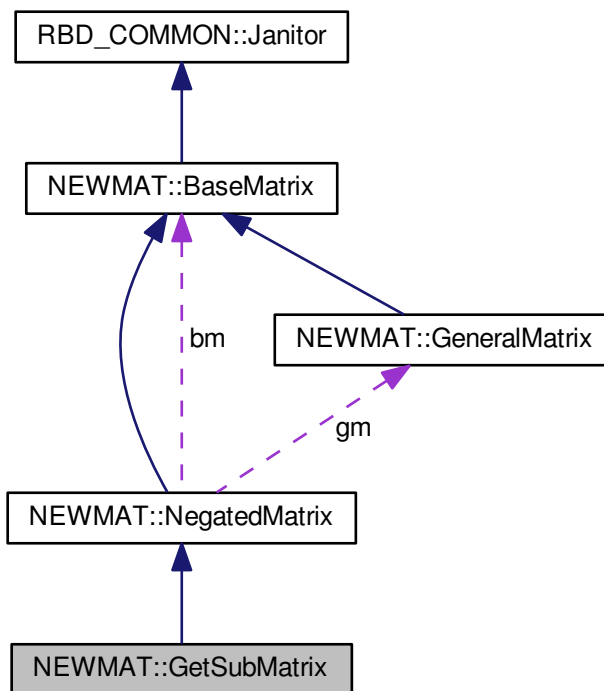 RBD_COMMON::Janitor
NEWMAT::BaseMatrix
bm
NEWMAT::GeneralMatrix
gm
NEWMAT::NegatedMatrix
NEWMAT::GetSubMatrix